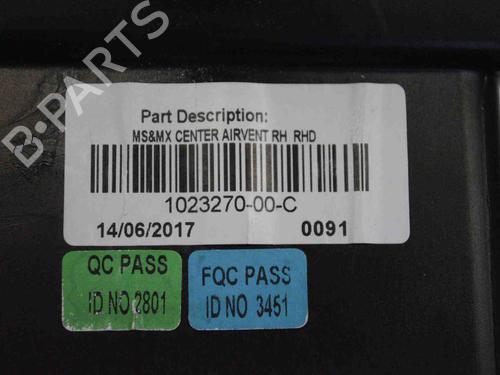 B-PARTS
Part Description:
MS&MX CENTER AIRVENT RH RHD
1023270-00-C
14/06/2017 0091
QC PASS
ID NO 2801
FQC PASS
ID NO 3451